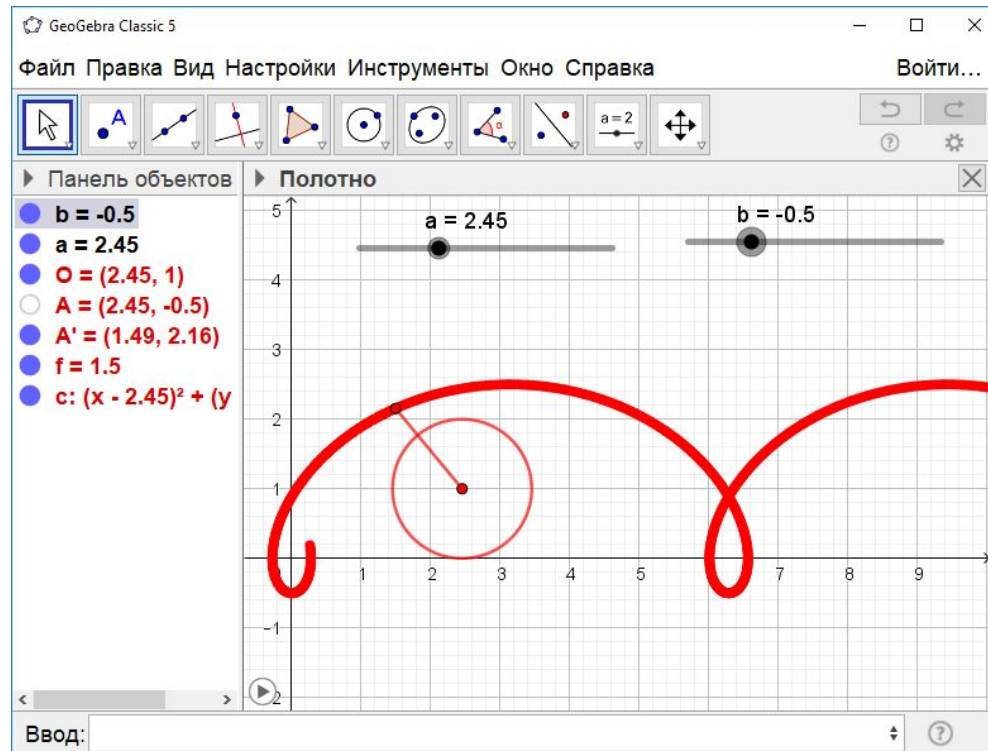 GeoGebra Classic 5
Файл Правка Вид Настройки Инструменты Окно Справка Войти...
A α a = 2
Панель объектов Полотно
b = -0.5
a = 2.45
O = (2.45, 1)
A = (2.45, -0.5)
A' = (1.49, 2.16)
f = 1.5
c: (x - 2.45)² + (y
a = 2.45 b = -0.5
5
4
3
2
1
0 1 2 3 4 5 6 7 8 9
-1
2
Ввод: